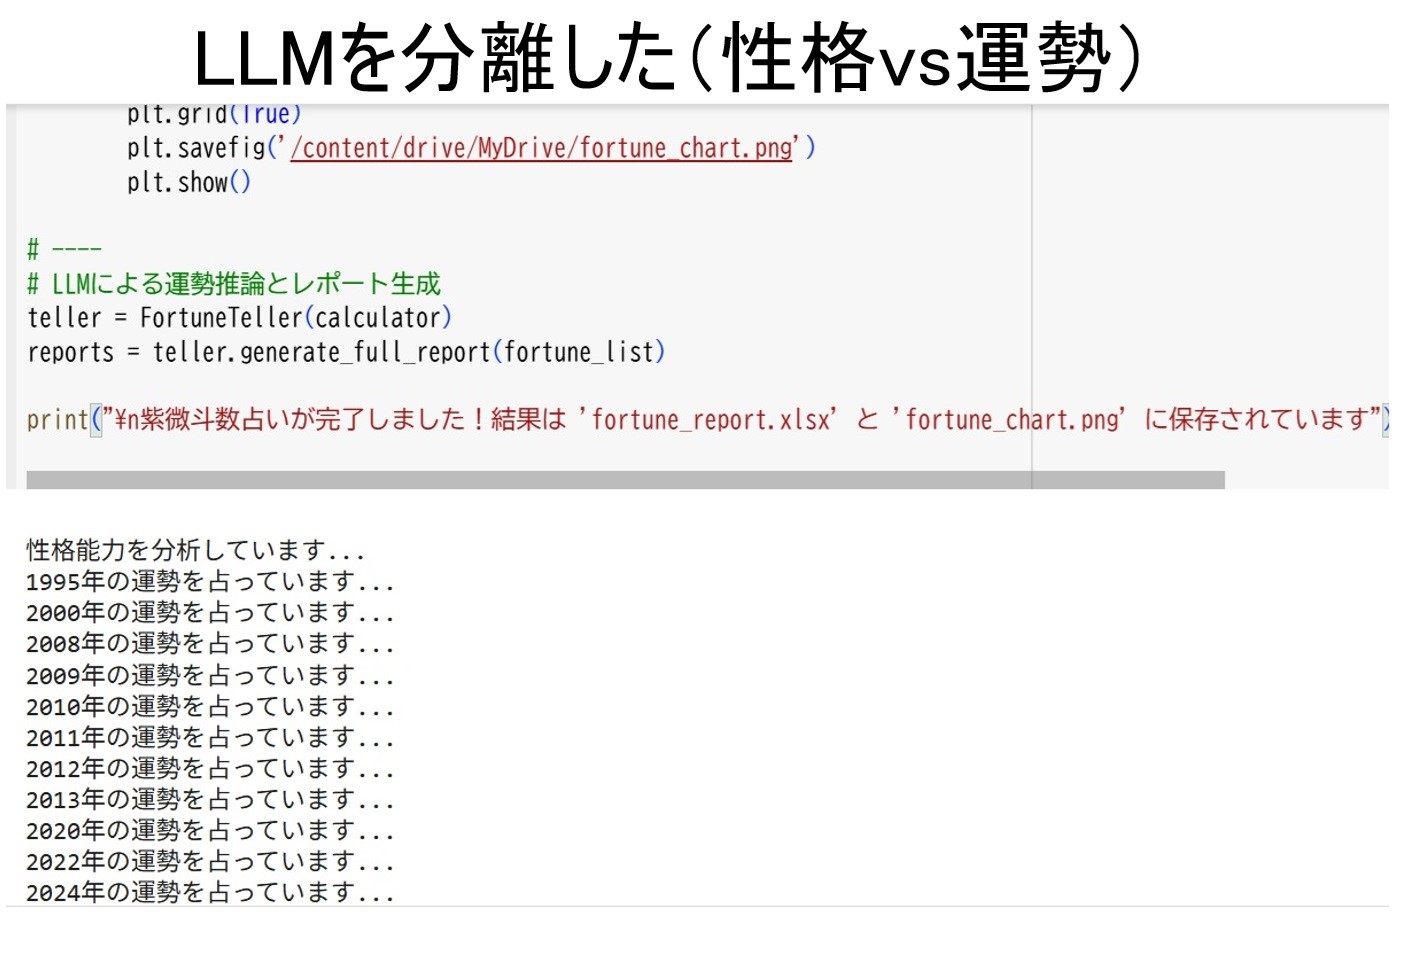 LLMを分離した（性格vs運勢）
plt.grid(True)
plt.savefig('/content/drive/MyDrive/fortune_chart.png')
plt.show()
# ----
# LLMによる運勢推論とレポート生成
teller = FortuneTeller(calculator)
reports = teller.generate_full_report(fortune_list)
print("¥n紫微斗数占いが完了しました！結果は 'fortune_report.xlsx' と 'fortune_chart.png' に保存されています")
性格能力を分析しています...
1995年の運勢を占っています...
2000年の運勢を占っています...
2008年の運勢を占っています...
2009年の運勢を占っています...
2010年の運勢を占っています...
2011年の運勢を占っています...
2012年の運勢を占っています...
2013年の運勢を占っています...
2020年の運勢を占っています...
2022年の運勢を占っています...
2024年の運勢を占っています...